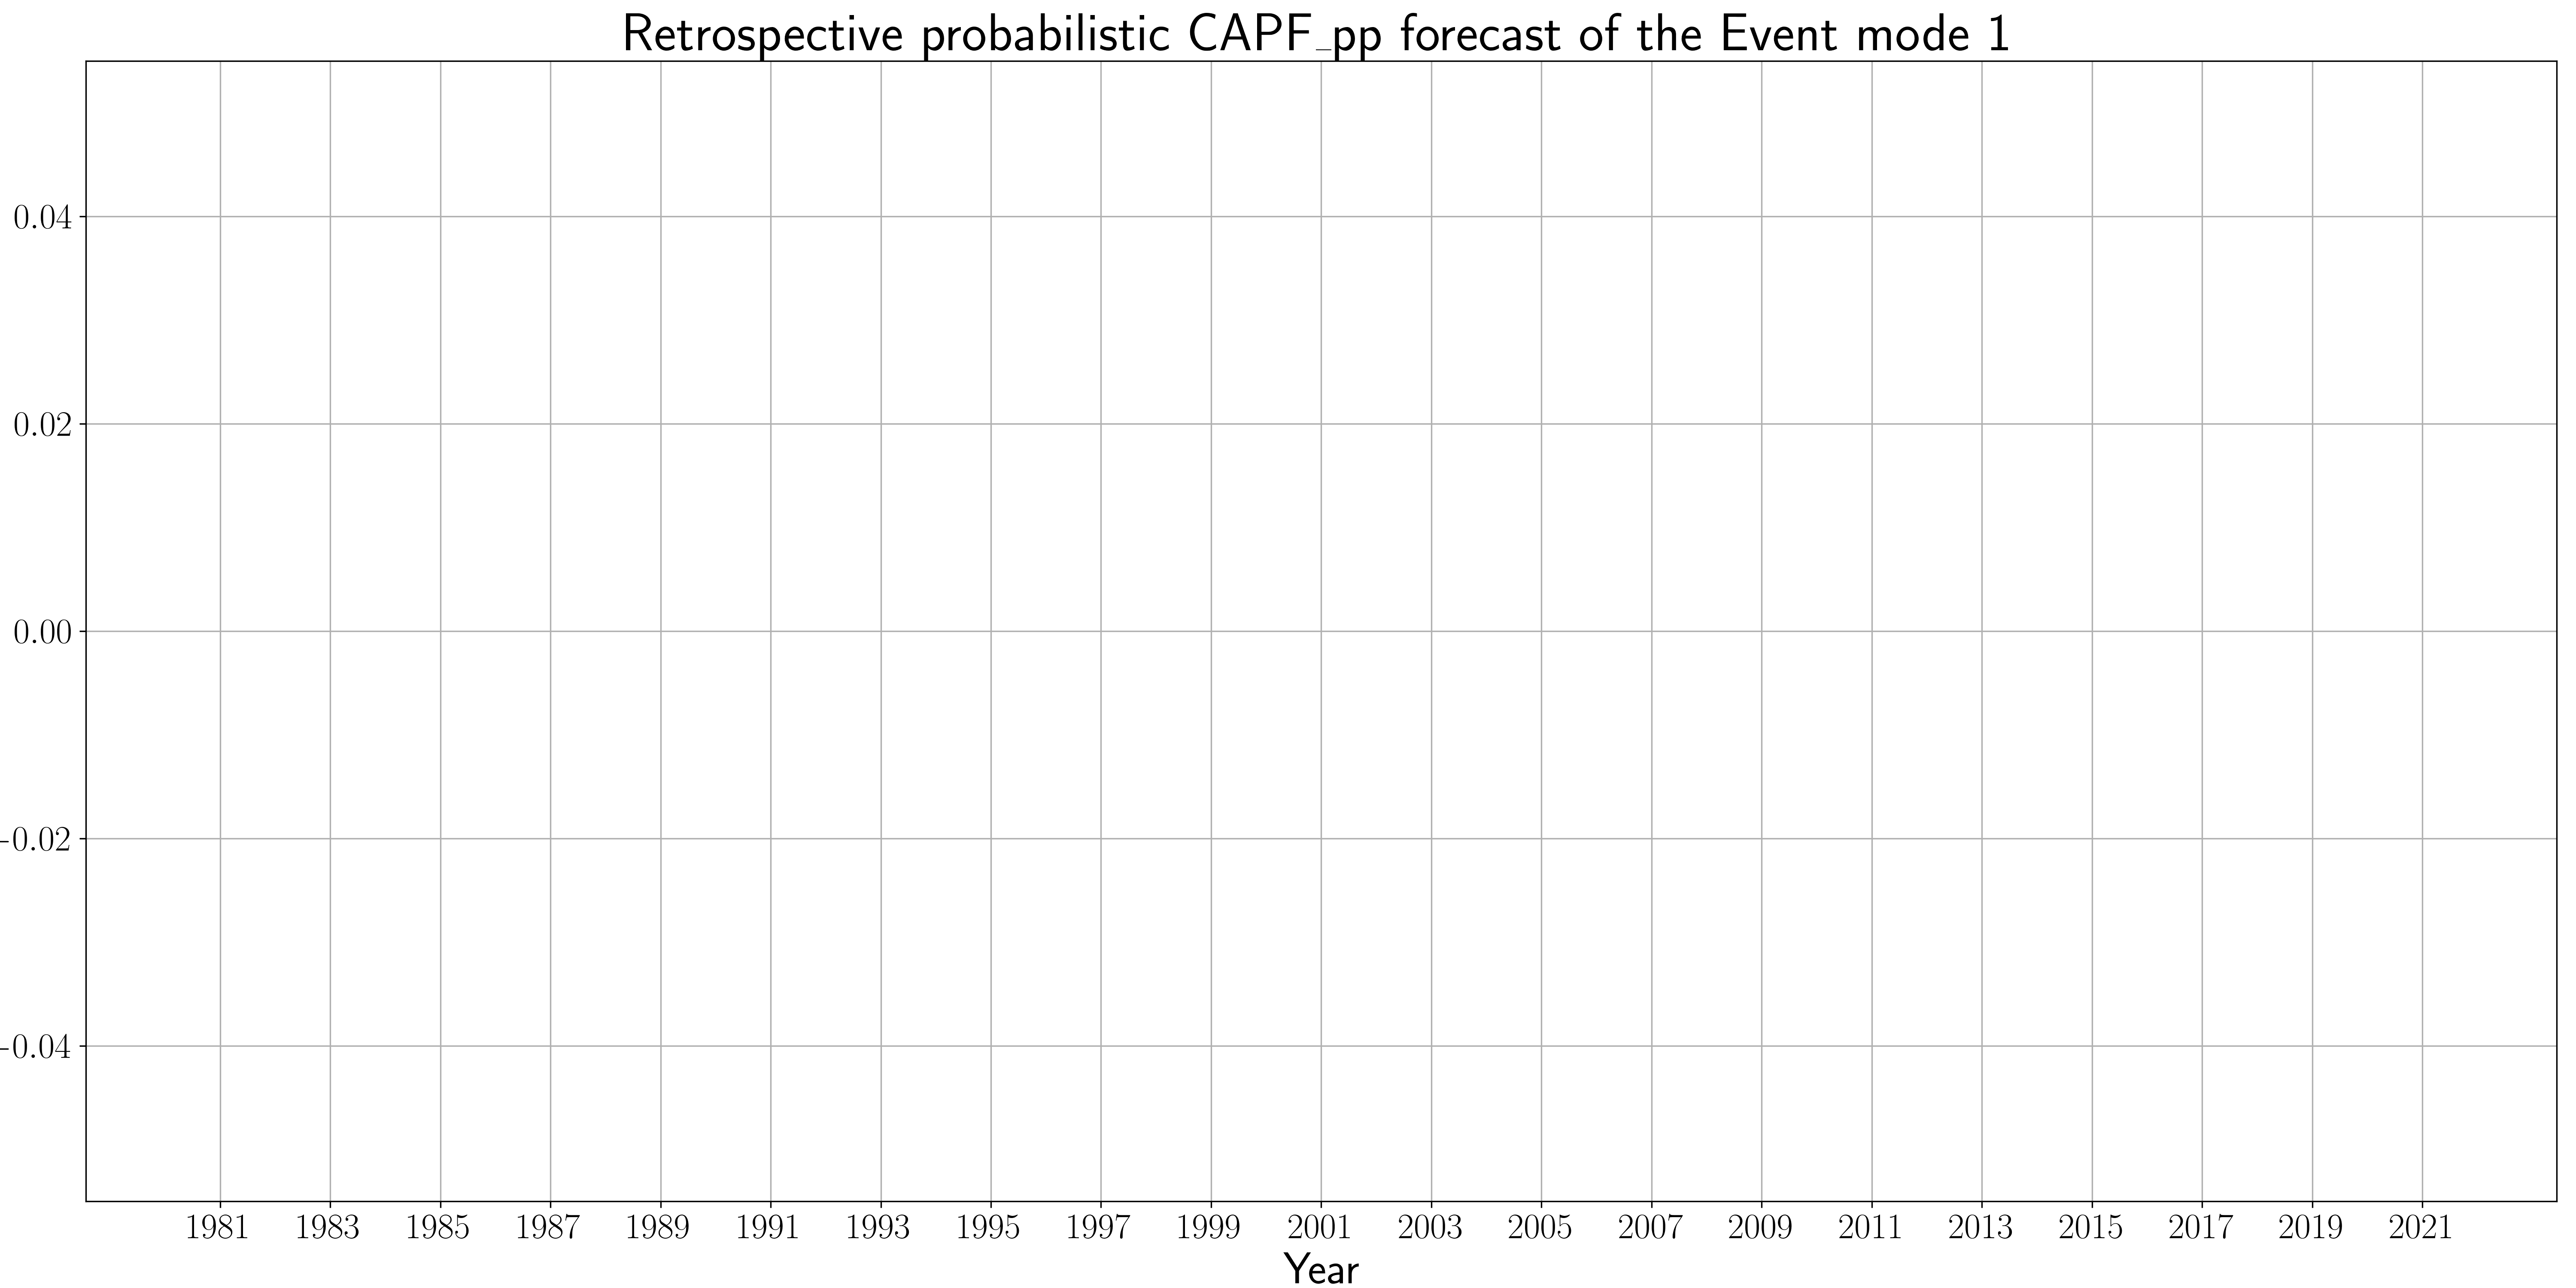 Retrospective probabilistic CAPF_pp forecast of the Event mode 1
0.04
0.02
0.00
-0.02
-0.04
1981 1983 1985 1987 1989 1991 1993 1995 1997 1999 2001 2003 2005 2007 2009 2011 2013 2015 2017 2019 2021
Year